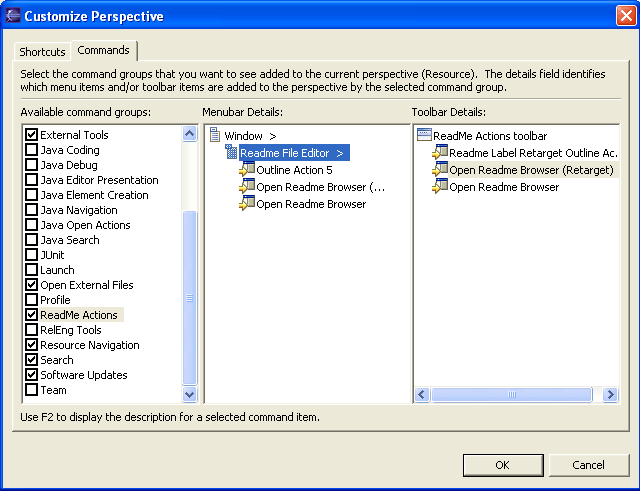 Customize Perspective
Shortcuts Commands
Select the command groups that you want to see added to the current perspective (Resource). The details field identifies
which menu items and/or toolbar items are added to the perspective by the selected command group.
Available command groups:
External Tools
Java Coding
Java Debug
Java Editor Presentation
Java Element Creation
Java Navigation
Java Open Actions
Java Search
JUnit
Launch
Open External Files
Profile
ReadMe Actions
RelEng Tools
Resource Navigation
Search
Software Updates
Team
Menubar Details:
Window >
Readme File Editor >
Outline Action 5
Open Readme Browser (...
Open Readme Browser
Toolbar Details:
ReadMe Actions toolbar
Readme Label Retarget Outline Ac.
Open Readme Browser (Retarget)
Open Readme Browser
Use F2 to display the description for a selected command item.
OK
Cancel